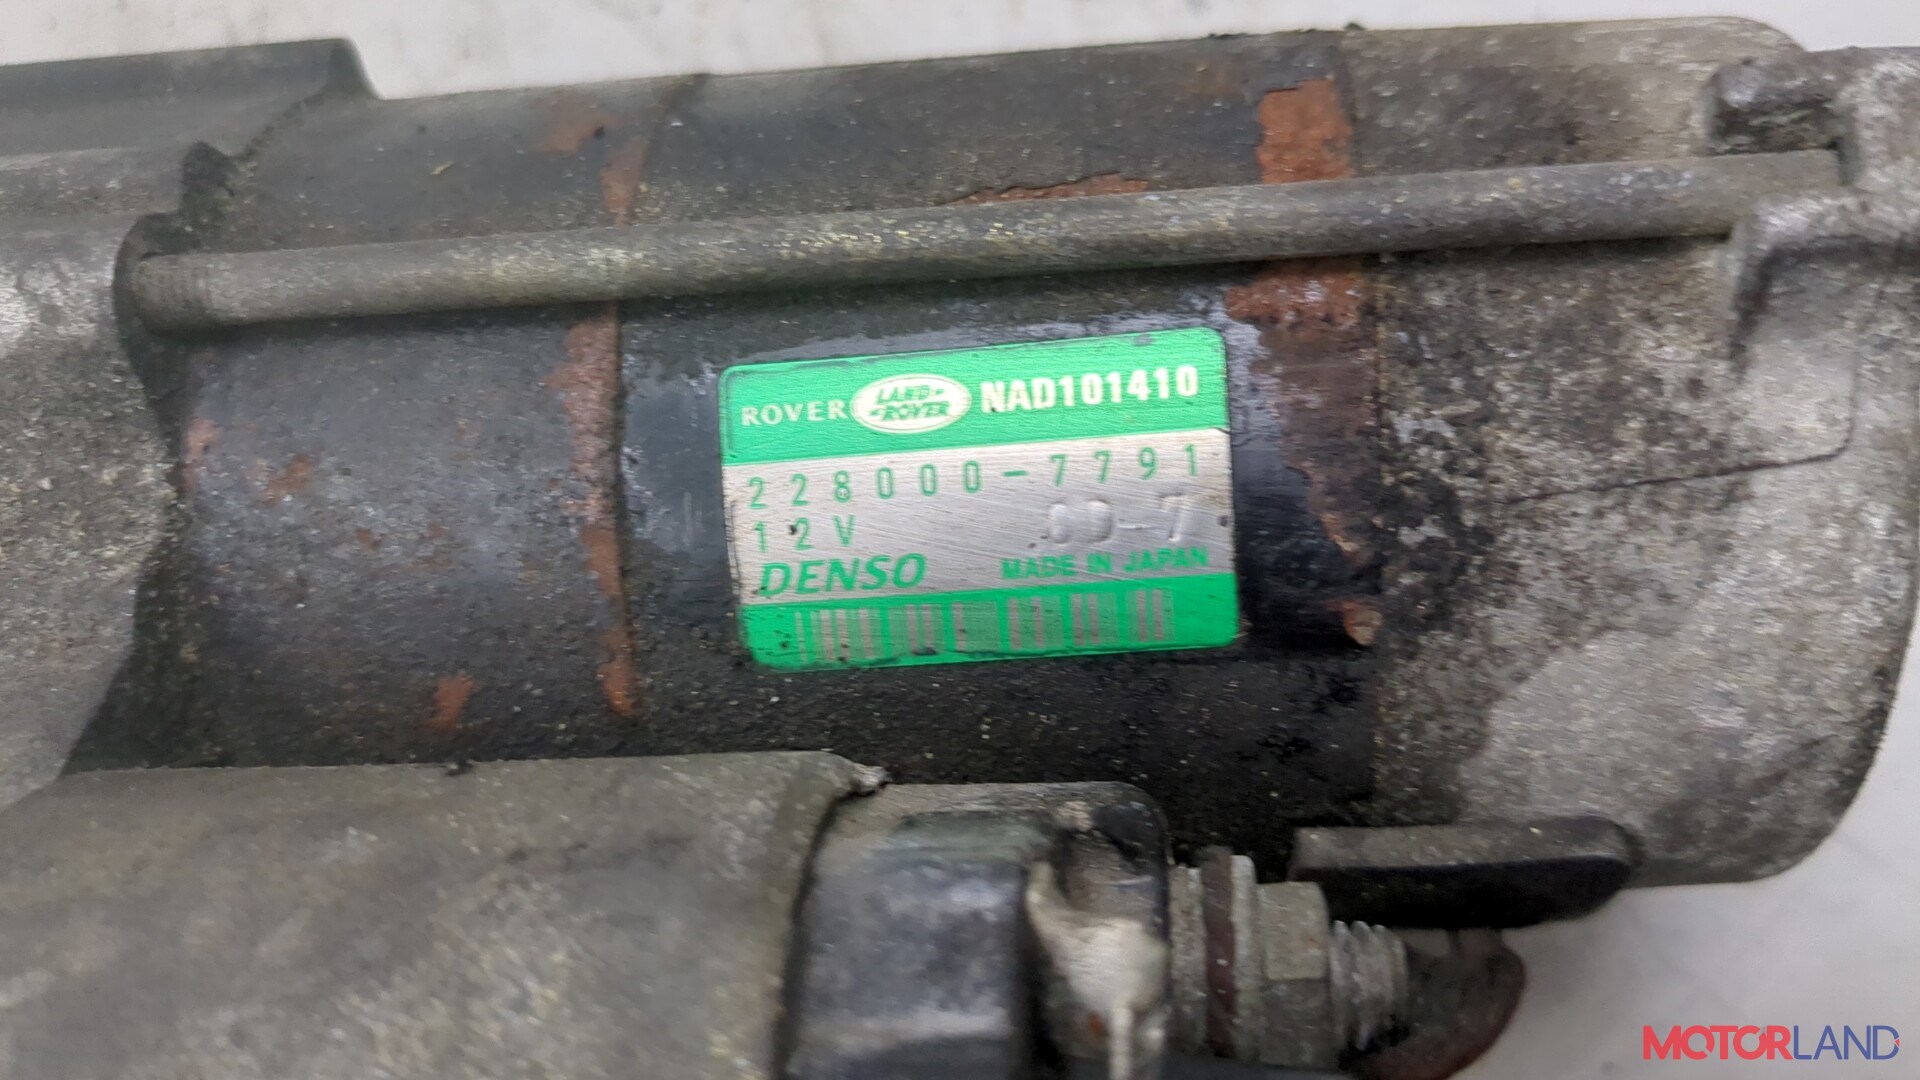 ROVER LAND-ROVER NAD101410
228000-7791
12V
DENSO MADE IN JAPAN
MOTORLAND